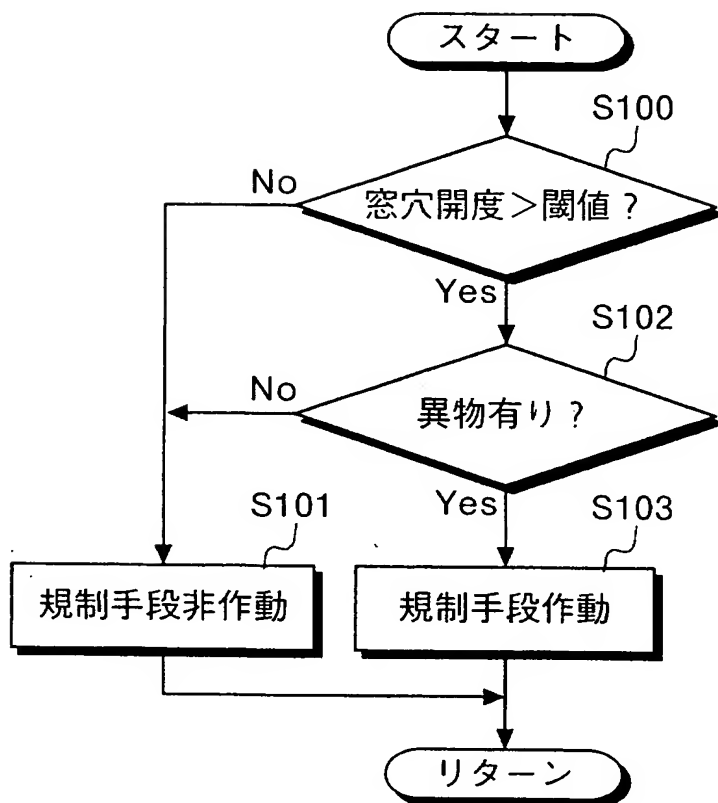 スタート
S100
窓穴開度＞閾値？
No
Yes
S102
異物有り？
No
Yes
S101
規制手段非作動
S103
規制手段作動
リターン